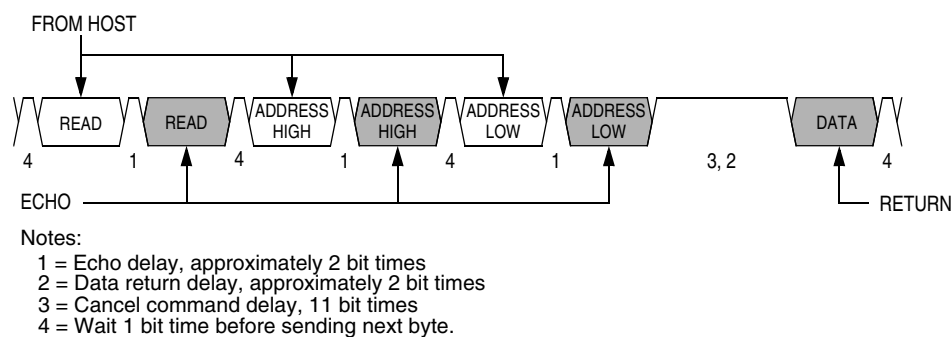 FROM HOST
READ
READ
ADDRESS
HIGH
ADDRESS
HIGH
ADDRESS
LOW
ADDRESS
LOW
DATA
4 1 4 1 4 1 3, 2 4
ECHO
RETURN
Notes:
1 = Echo delay, approximately 2 bit times
2 = Data return delay, approximately 2 bit times
3 = Cancel command delay, 11 bit times
4 = Wait 1 bit time before sending next byte.